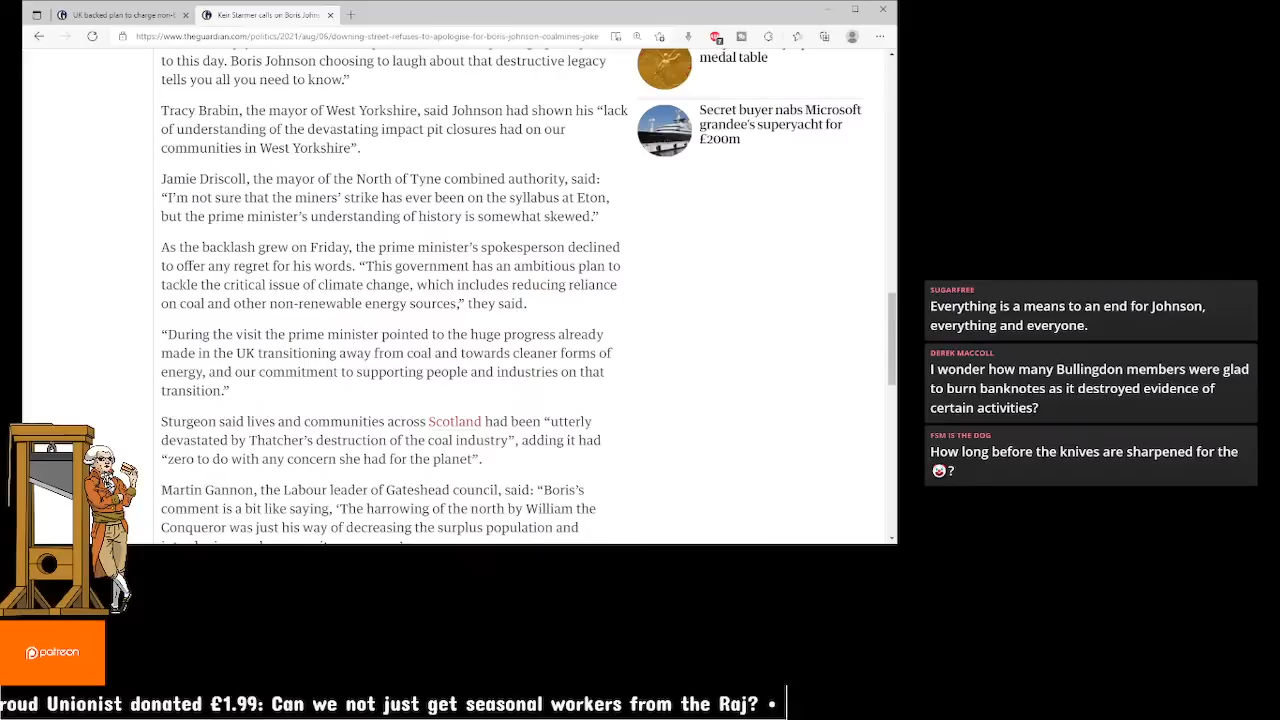 UK backed plan to charge non-
Keir Starmer calls on Boris Johns
https://www.theguardian.com/politics/2021/aug/06/downing-street-refuses-to-apologise-for-boris-johnson-coalmines-joke
to this day. Boris Johnson choosing to laugh about that destructive legacy
tells you all you need to know.”
Tracy Brabin, the mayor of West Yorkshire, said Johnson had shown his “lack
of understanding of the devastating impact pit closures had on our
communities in West Yorkshire”.
Jamie Driscoll, the mayor of the North of Tyne combined authority, said:
“I’m not sure that the miners’ strike has ever been on the syllabus at Eton,
but the prime minister’s understanding of history is somewhat skewed.”
As the backlash grew on Friday, the prime minister’s spokesperson declined
to offer any regret for his words. “This government has an ambitious plan to
tackle the critical issue of climate change, which includes reducing reliance
on coal and other non-renewable energy sources,” they said.
“During the visit the prime minister pointed to the huge progress already
made in the UK transitioning away from coal and towards cleaner forms of
energy, and our commitment to supporting people and industries on that
transition.”
Sturgeon said lives and communities across Scotland had been “utterly
devastated by Thatcher’s destruction of the coal industry”, adding it had
“zero to do with any concern she had for the planet”.
Martin Gannon, the Labour leader of Gateshead council, said: “Boris’s
comment is a bit like saying, ‘The harrowing of the north by William the
Conqueror was just his way of decreasing the surplus population and
medal table
Secret buyer nabs Microsoft
grandee’s superyacht for
£200m
SUGARFREE
Everything is a means to an end for Johnson,
everything and everyone.
DEREK MACCOLL
I wonder how many Bullingdon members were glad
to burn banknotes as it destroyed evidence of
certain activities?
FSM IS THE DOG
How long before the knives are sharpened for the
🤡?
patreon
roud Unionist donated £1.99: Can we not just get seasonal workers from the Raj? •